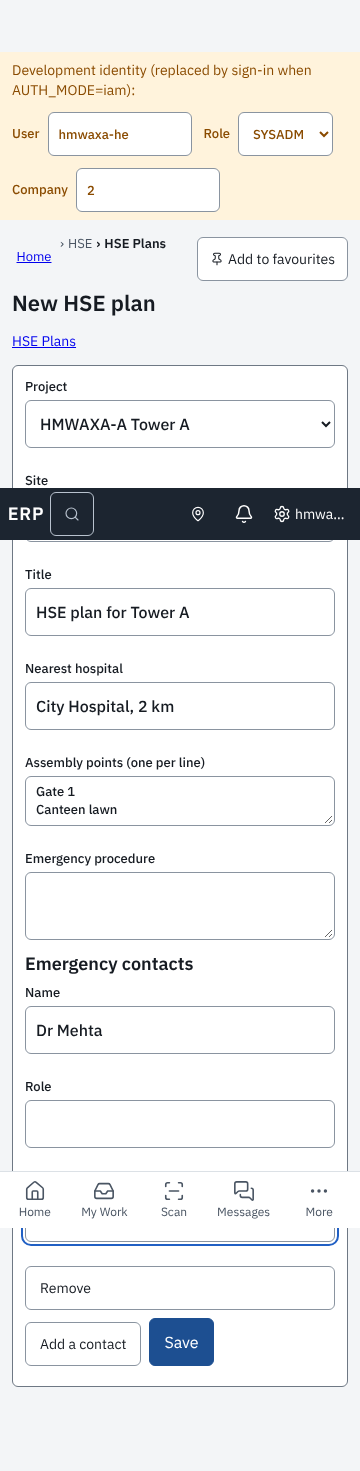 Development identity (replaced by sign-in when
AUTH_MODE=iam):
User hmwaxa-he Role SYSADM
Company 2
Home › HSE › HSE Plans
Add to favourites
New HSE plan
HSE Plans
Project
HMWAXA-A Tower A
Site
ERP hmwa...
Title
HSE plan for Tower A
Nearest hospital
City Hospital, 2 km
Assembly points (one per line)
Gate 1
Canteen lawn
Emergency procedure
Emergency contacts
Name
Dr Mehta
Role
Home My Work Scan Messages More
Remove
Add a contact Save